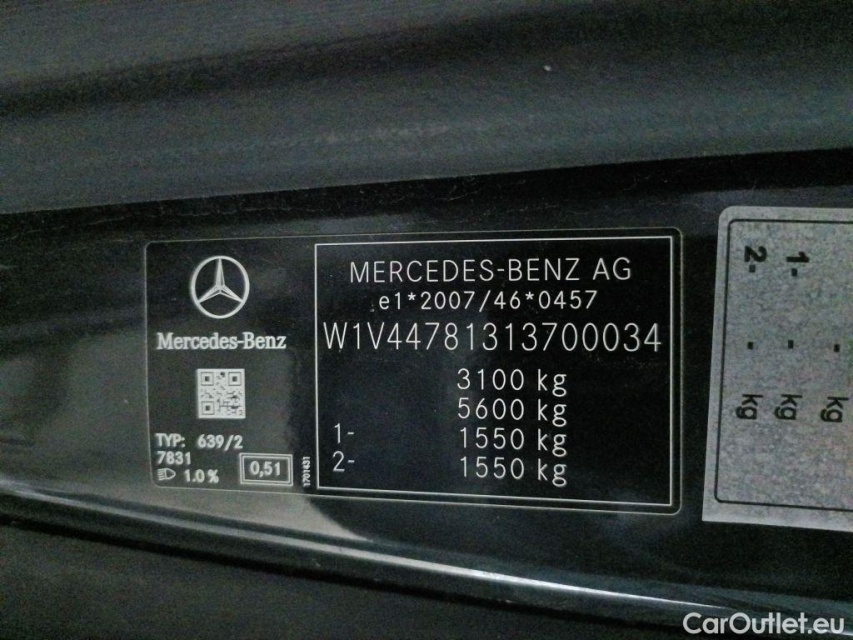 Mercedes-Benz
TYP: 639/2
7831
1.0 %
0,51
1701431
MERCEDES-BENZ AG
e1*2007/46*0457
W1V44781313700034
3100 kg
5600 kg
1- 1550 kg
2- 1550 kg
1- - kg
2- - kg
- kg
CarOutlet.eu